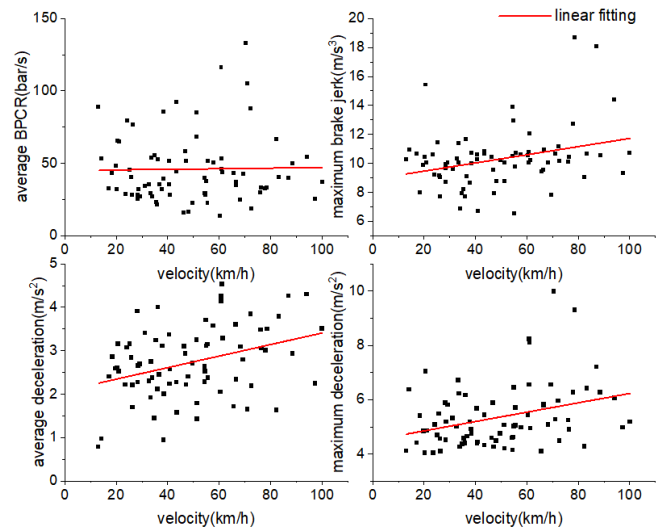 linear fitting
150
100
50
0
average BPCR(bar/s)
0 20 40 60 80 100
velocity(km/h)
20
18
16
14
12
10
8
6
maximum brake jerk(m/s³)
0 20 40 60 80 100
velocity(km/h)
5
4
3
2
1
0
average deceleration(m/s²)
0 20 40 60 80 100
velocity(km/h)
10
8
6
4
maximum deceleration(m/s²)
0 20 40 60 80 100
velocity(km/h)